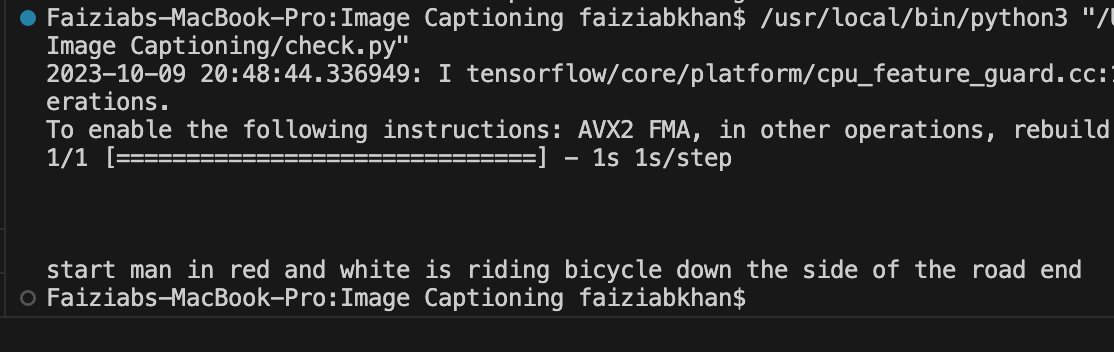 Faiziabs-MacBook-Pro:Image Captioning faiziabkhan$ /usr/local/bin/python3 "/
Image Captioning/check.py"
2023-10-09 20:48:44.336949: I tensorflow/core/platform/cpu_feature_guard.cc:
erations.
To enable the following instructions: AVX2 FMA, in other operations, rebuild
1/1 [==============================] - 1s 1s/step
start man in red and white is riding bicycle down the side of the road end
Faiziabs-MacBook-Pro:Image Captioning faiziabkhan$